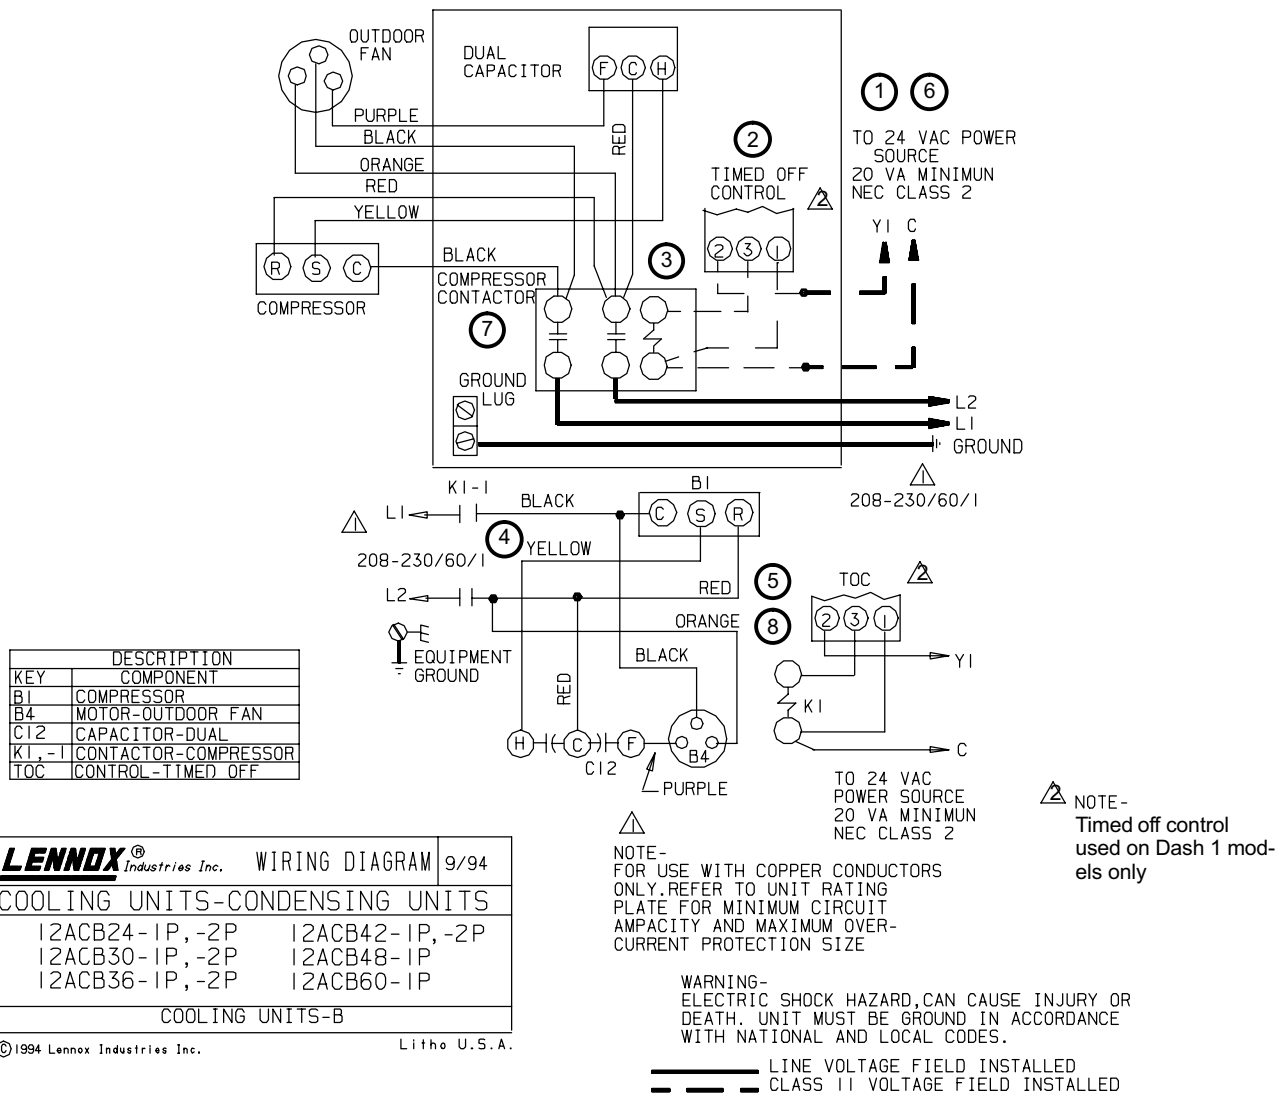 OUTDOOR
FAN
DUAL
CAPACITOR
F C H
PURPLE
BLACK
ORANGE
RED
YELLOW
RED
1 6
TO 24 VAC POWER
SOURCE
20 VA MINIMUN
NEC CLASS 2
2
TIMED OFF
CONTROL
2
Y1 C
2 3 1
R S C
COMPRESSOR
BLACK
COMPRESSOR
CONTACTOR
3
7
GROUND
LUG
L2
L1
GROUND
1
208-230/60/1
K1-1
BLACK
B1
C S R
1
L1
208-230/60/1
4
YELLOW
L2
RED
ORANGE
EQUIPMENT
GROUND
BLACK
RED
H C F
C12
B4
PURPLE
5
8
TOC
2
2 3 1
Y1
K1
C
TO 24 VAC
POWER SOURCE
20 VA MINIMUN
NEC CLASS 2
2 NOTE-
Timed off control
used on Dash 1 mod-
els only
DESCRIPTION
KEY COMPONENT
B1 COMPRESSOR
B4 MOTOR-OUTDOOR FAN
C12 CAPACITOR-DUAL
K1,-1 CONTACTOR-COMPRESSOR
TOC CONTROL-TIMED OFF
1
NOTE-
FOR USE WITH COPPER CONDUCTORS
ONLY.REFER TO UNIT RATING
PLATE FOR MINIMUM CIRCUIT
AMPACITY AND MAXIMUM OVER-
CURRENT PROTECTION SIZE
LENNOX ® Industries Inc. WIRING DIAGRAM 9/94
COOLING UNITS-CONDENSING UNITS
12ACB24-1P,-2P 12ACB42-1P,-2P
12ACB30-1P,-2P 12ACB48-1P
12ACB36-1P,-2P 12ACB60-1P
COOLING UNITS-B
©1994 Lennox Industries Inc. Litho U.S.A.
WARNING-
ELECTRIC SHOCK HAZARD,CAN CAUSE INJURY OR
DEATH. UNIT MUST BE GROUND IN ACCORDANCE
WITH NATIONAL AND LOCAL CODES.
LINE VOLTAGE FIELD INSTALLED
CLASS II VOLTAGE FIELD INSTALLED